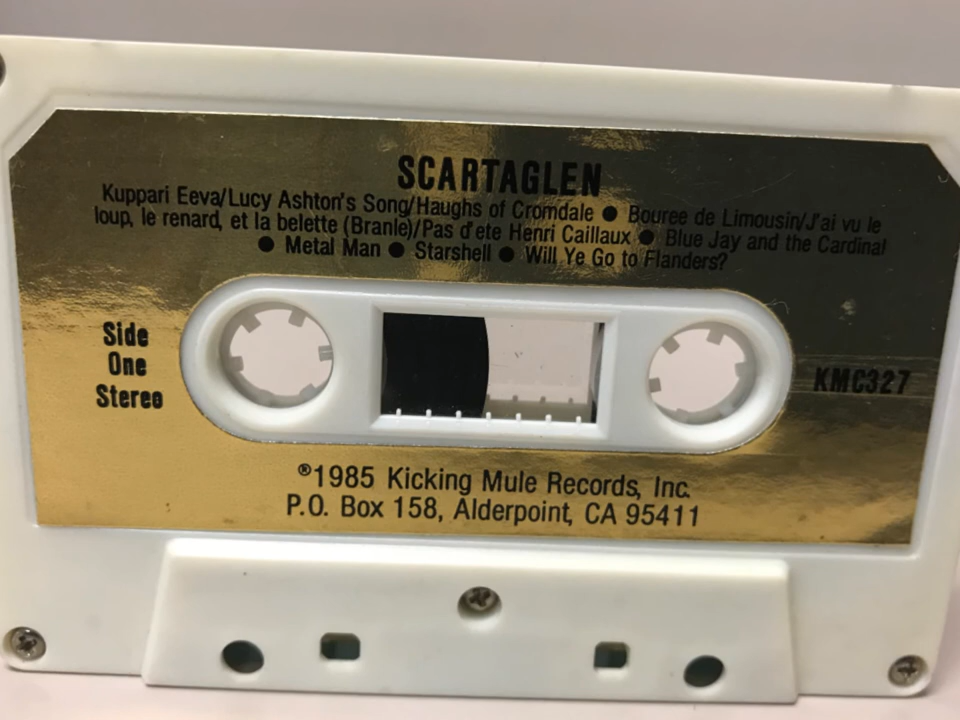 SCARTAGLEN
Kuppari Eeva/Lucy Ashton's Song/Haughs of Cromdale ● Bouree de Limousin/J'ai vu le
loup, le renard, et la belette (Branle)/Pas d'ete Henri Caillaux ● Blue Jay and the Cardinal
● Metal Man ● Starshell ● Will Ye Go to Flanders?
Side
One
Stereo
KMC327
®1985 Kicking Mule Records, Inc.
P.O. Box 158, Alderpoint, CA 95411